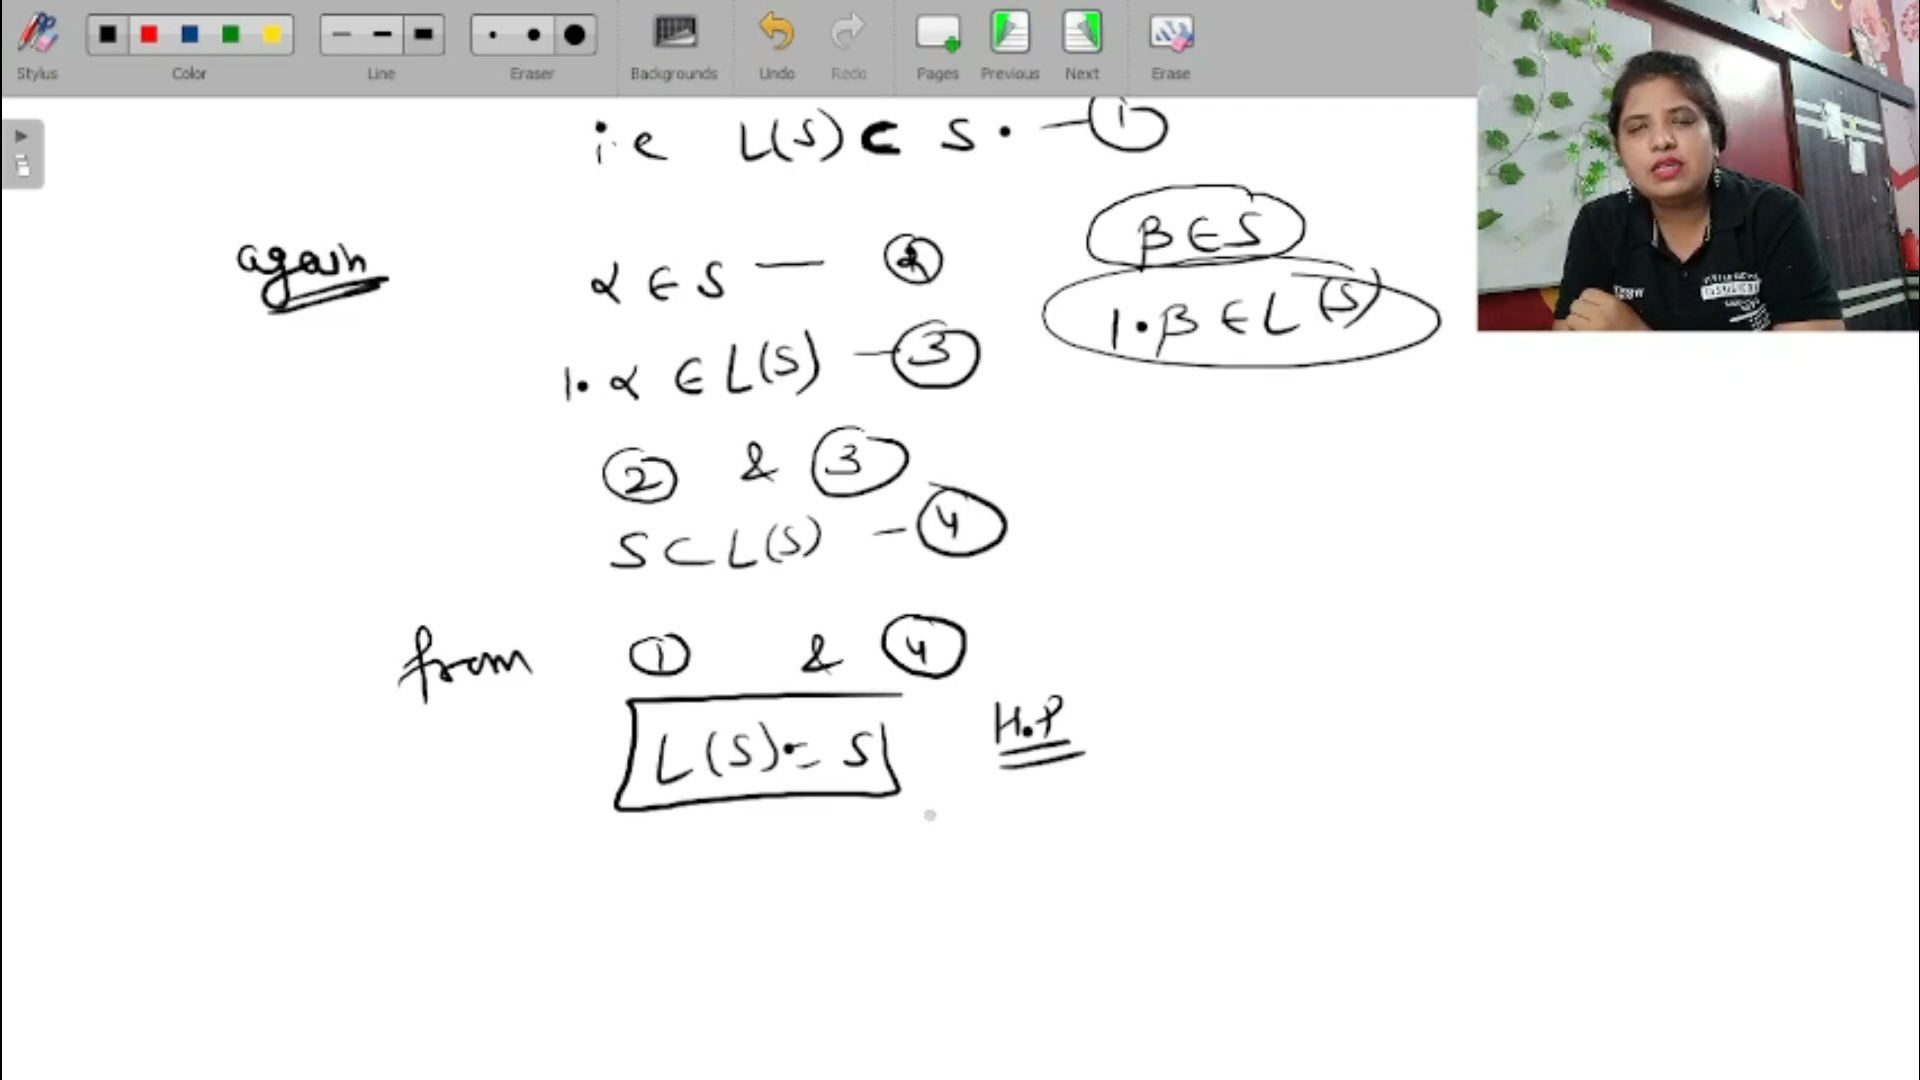 Stylus Color Line Eraser Backgrounds Undo Redo Pages Previous Next Erase
i.e L(S) ⊂ S. — ①
again
α ∈ S — ②
β ∈ S
1.α ∈ L(S) — ③
1.β ∈ L(S)
② & ③
S ⊂ L(S) — ④
from ① & ④
L(S) = S
H.P